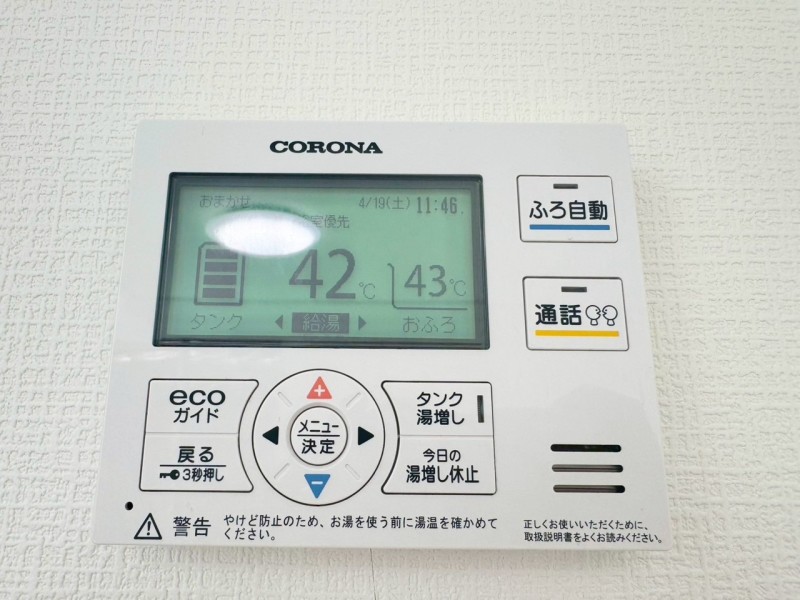 CORONA
おまかせ 4/19(土) 11:46
優先
42℃ 43℃
タンク 給湯 おふろ
ふろ自動
通話
eco
ガイド
戻る
3秒押し
＋
メニュー
決定
－
タンク
湯増し
今日の
湯増し休止
警告 やけど防止のため、お湯を使う前に湯温を確かめて
ください。
正しくお使いいただくために、
取扱説明書をよくお読みください。